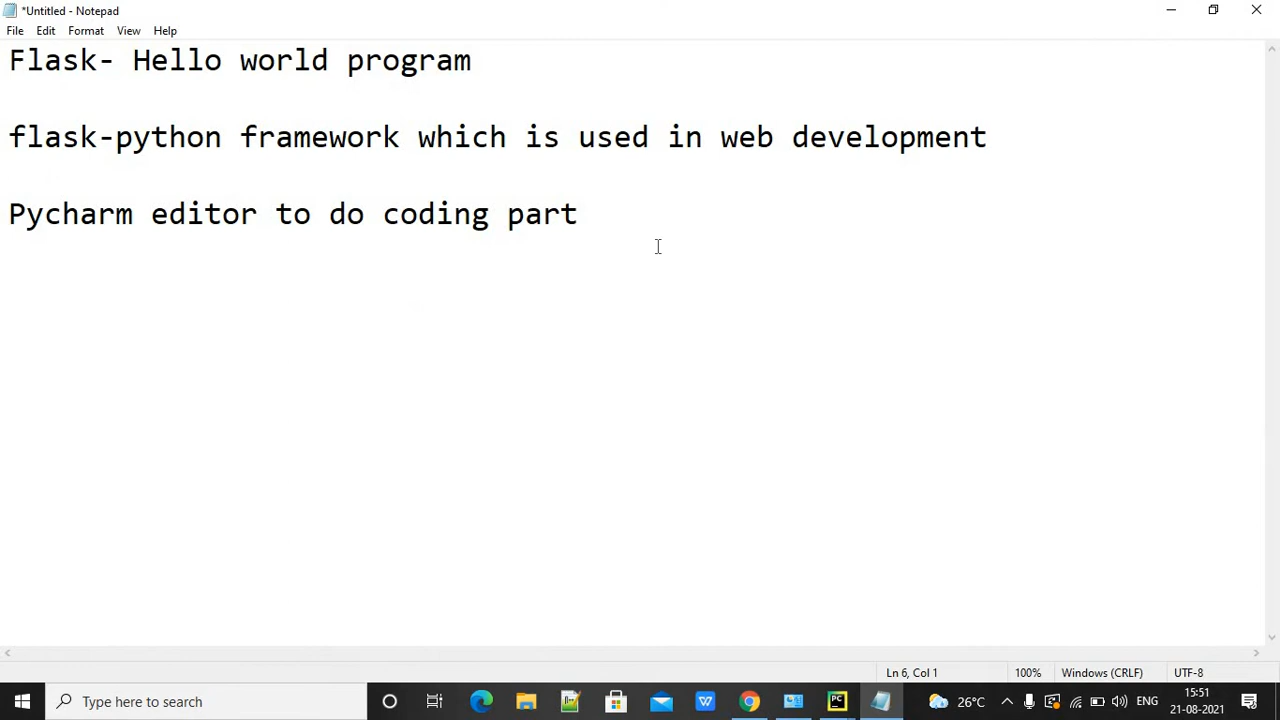 *Untitled - Notepad
File Edit Format View Help
Flask- Hello world program
flask-python framework which is used in web development
Pycharm editor to do coding part
Ln 6, Col 1 100% Windows (CRLF) UTF-8
Type here to search
W
PC
26°C
ENG
15:51
21-08-2021